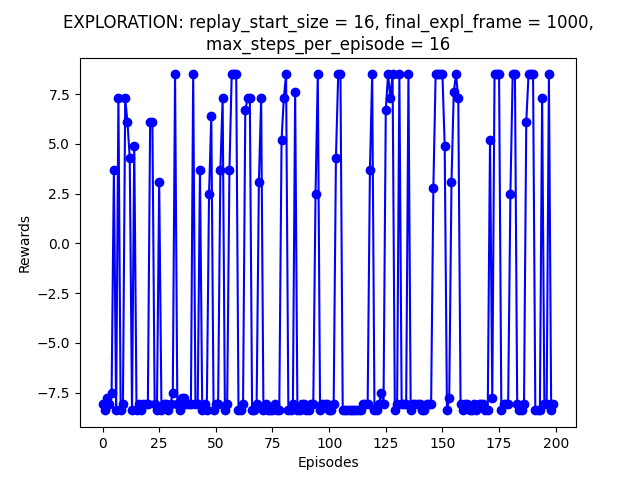 EXPLORATION: replay_start_size = 16, final_expl_frame = 1000,
max_steps_per_episode = 16
Rewards
7.5
5.0
2.5
0.0
−2.5
−5.0
−7.5
0 25 50 75 100 125 150 175 200
Episodes